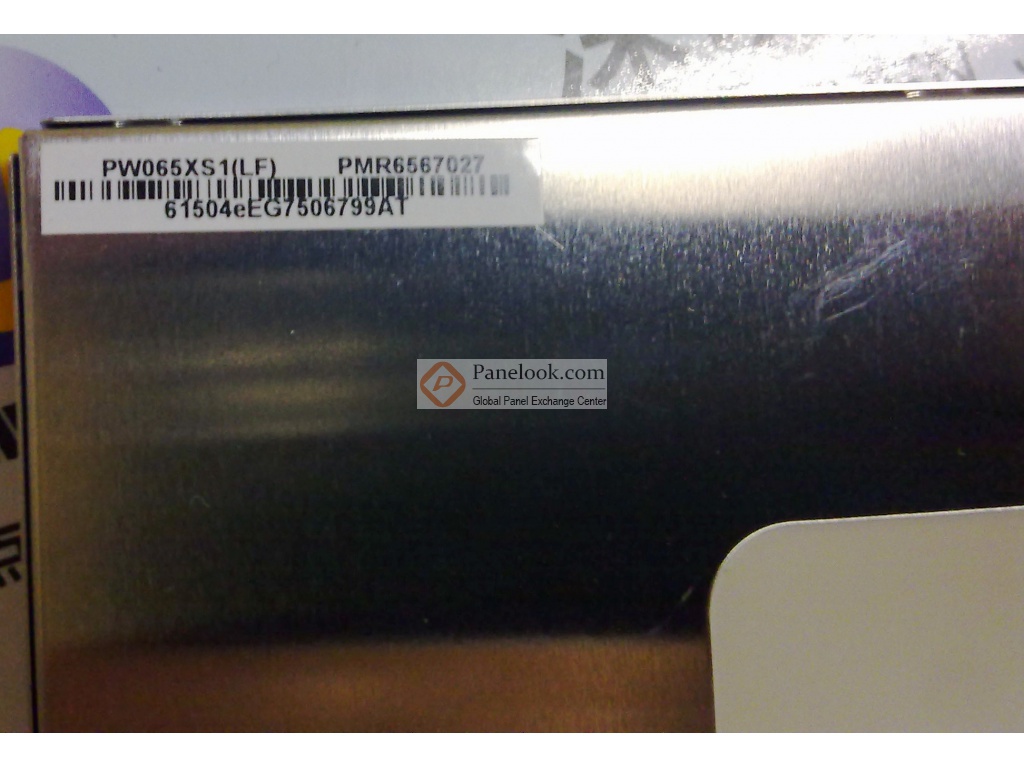 PW065XS1(LF) PMR6567027
61504eEG7506799AT
Panelook.com
Global Panel Exchange Center